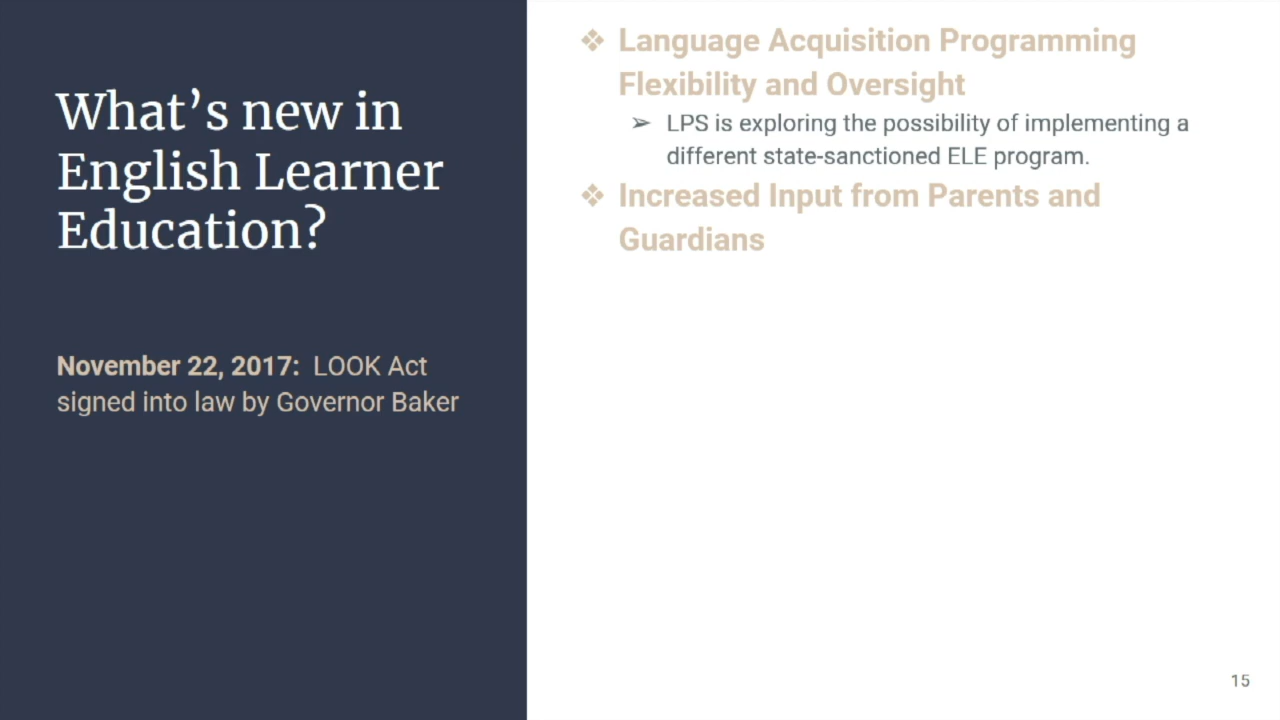 What’s new in
English Learner
Education?
November 22, 2017: LOOK Act
signed into law by Governor Baker
❖ Language Acquisition Programming
Flexibility and Oversight
➢ LPS is exploring the possibility of implementing a
different state-sanctioned ELE program.
❖ Increased Input from Parents and
Guardians
15